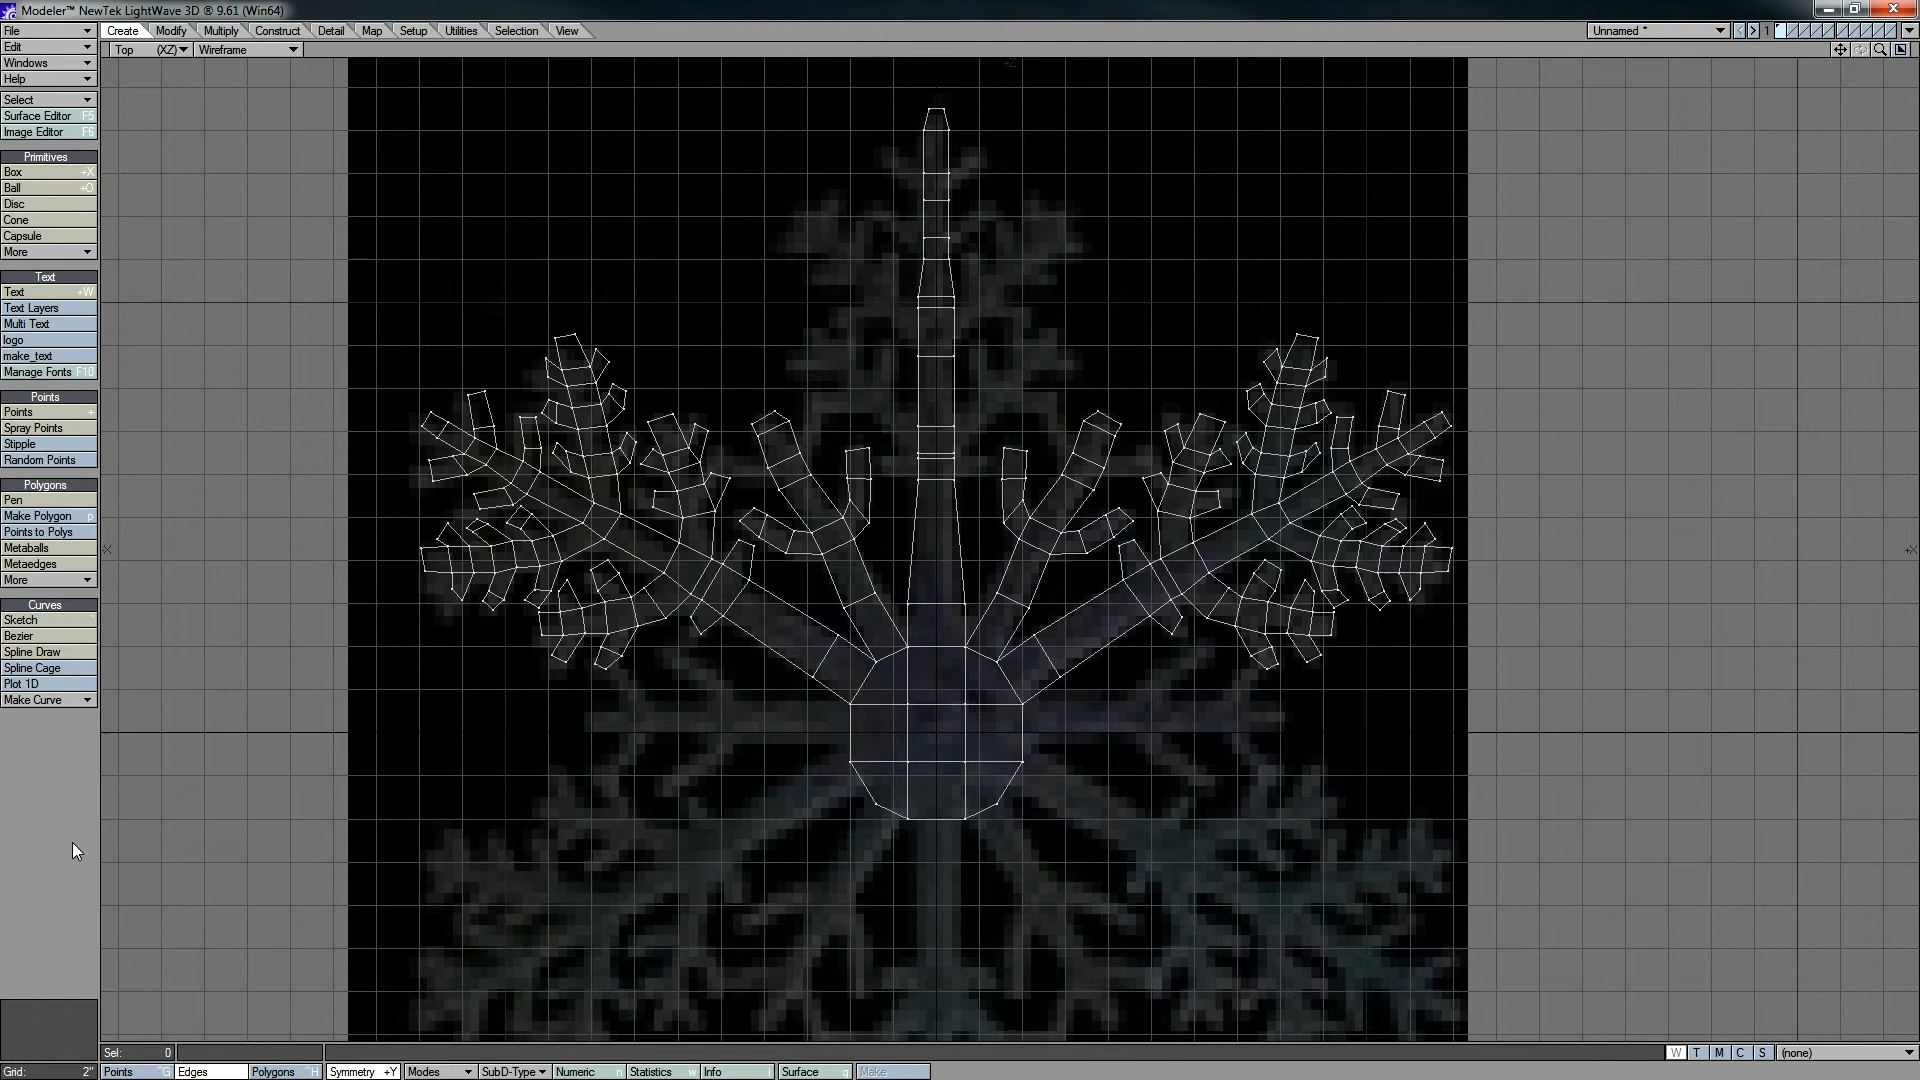 Modeler™ NewTek LightWave 3D ® 9.61 (Win64)
File
Edit
Windows
Help
Create Modify Multiply Construct Detail Map Setup Utilities Selection View
Unnamed * 1
Top (XZ) Wireframe
Select
Surface Editor F5
Image Editor F6
Primitives
Box +X
Ball +O
Disc
Cone
Capsule
More
Text
Text +W
Text Layers
Multi Text
logo
make_text
Manage Fonts F10
Points
Points +
Spray Points
Stipple
Random Points
Polygons
Pen
Make Polygon p
Points to Polys
Metaballs
Metaedges
More
Curves
Sketch
Bezier
Spline Draw
Spline Cage
Plot 1D
Make Curve
+Z
-X
+X
Sel: 0
W T M C S (none)
Grid: 2"
Points ^G Edges Polygons ^H Symmetry +Y Modes SubD-Type Numeric n Statistics w Info i Surface q Make